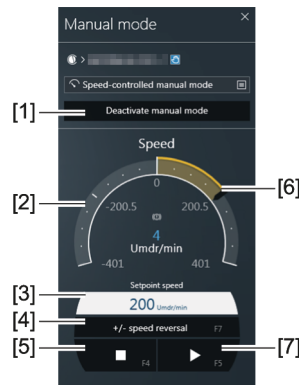 Manual mode
>
Speed-controlled manual mode
[1] Deactivate manual mode
Speed
[2]
[6]
0
-200.5 200.5
4
Umdr/min
-401 401
[3] Setpoint speed
200 Umdr/min
[4] +/- speed reversal F7
[5] F4 F5 [7]